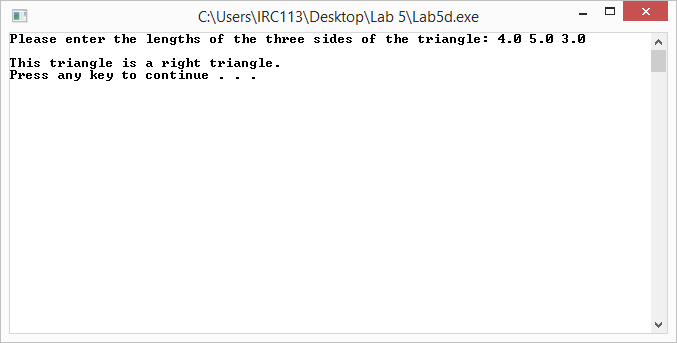 C:\Users\IRC113\Desktop\Lab 5\Lab5d.exe
Please enter the lengths of the three sides of the triangle: 4.0 5.0 3.0
This triangle is a right triangle.
Press any key to continue . . .